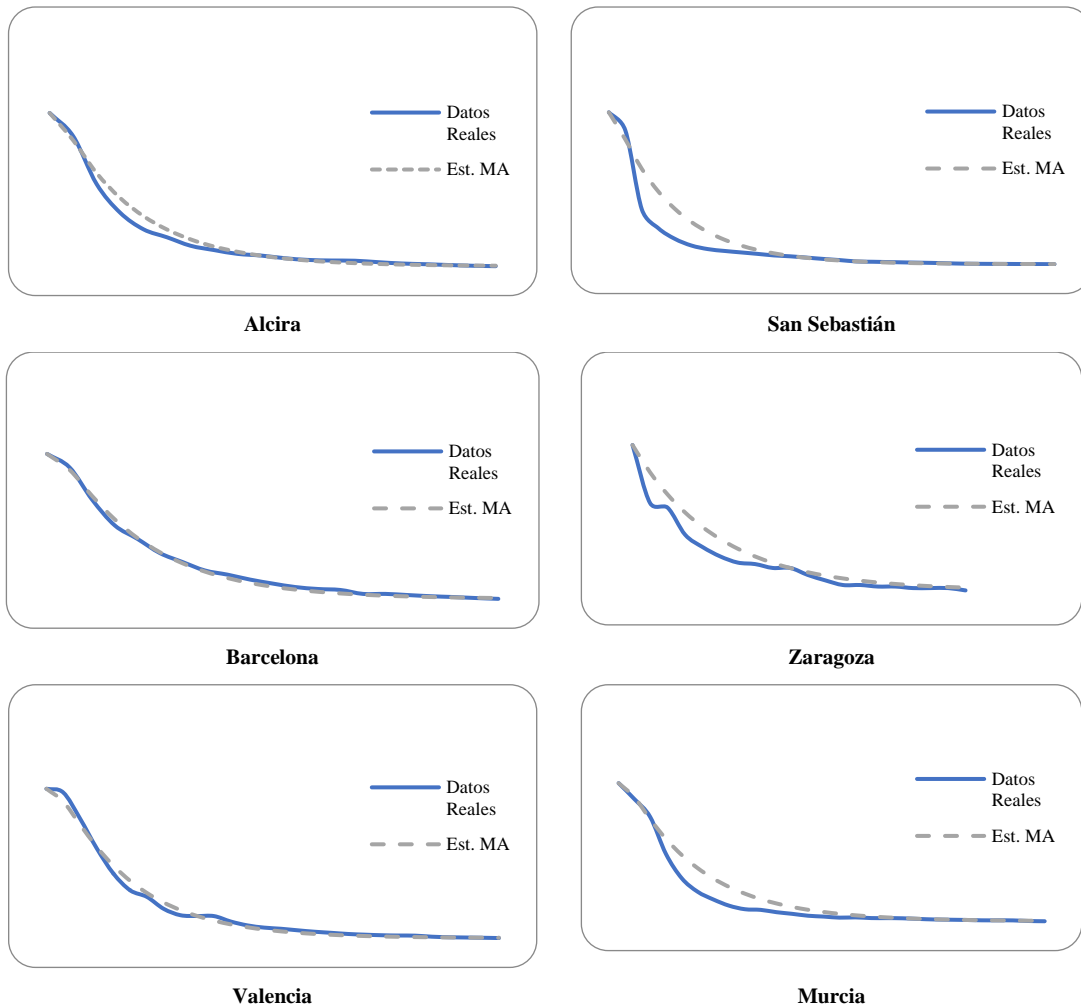 Datos
Reales
Est. MA
Alcira
Datos
Reales
Est. MA
San Sebastián
Datos
Reales
Est. MA
Barcelona
Datos
Reales
Est. MA
Zaragoza
Datos
Reales
Est. MA
Valencia
Datos
Reales
Est. MA
Murcia